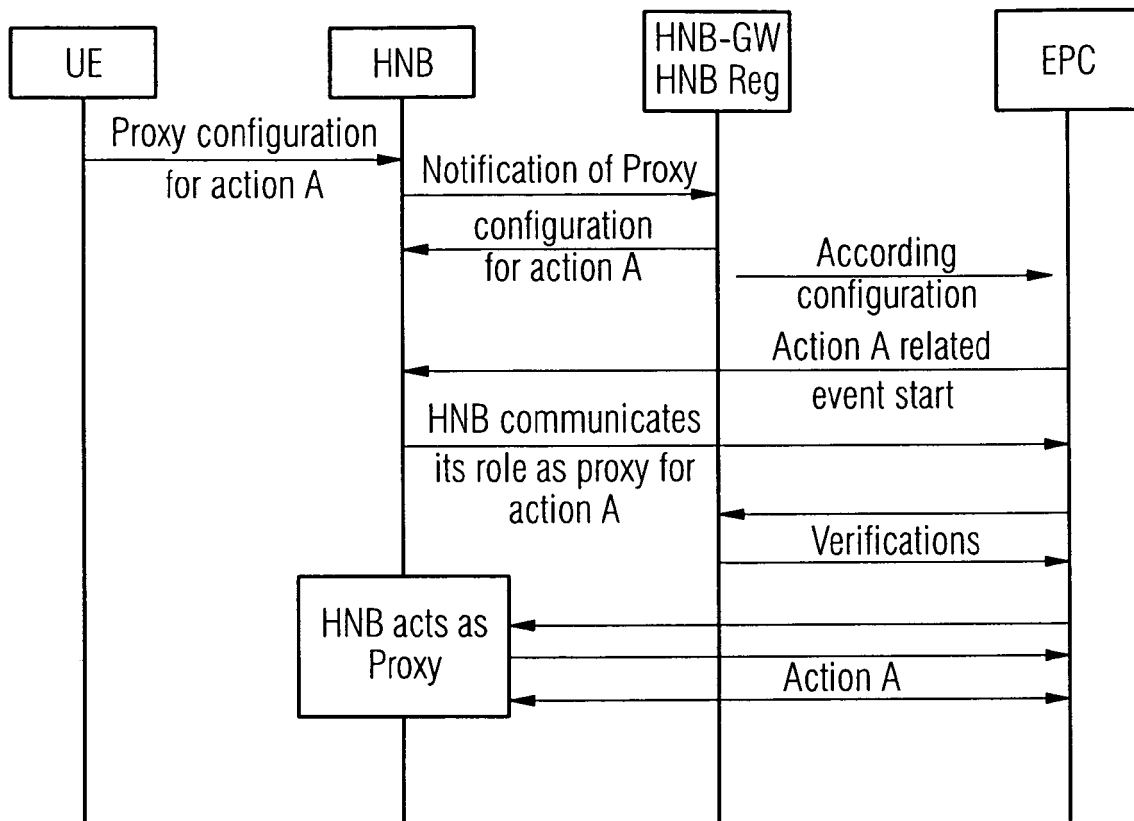 UE
HNB
HNB-GW
HNB Reg
EPC
Proxy configuration
for action A
Notification of Proxy
configuration
for action A
According
configuration
Action A related
event start
HNB communicates
its role as proxy for
action A
Verifications
HNB acts as
Proxy
Action A